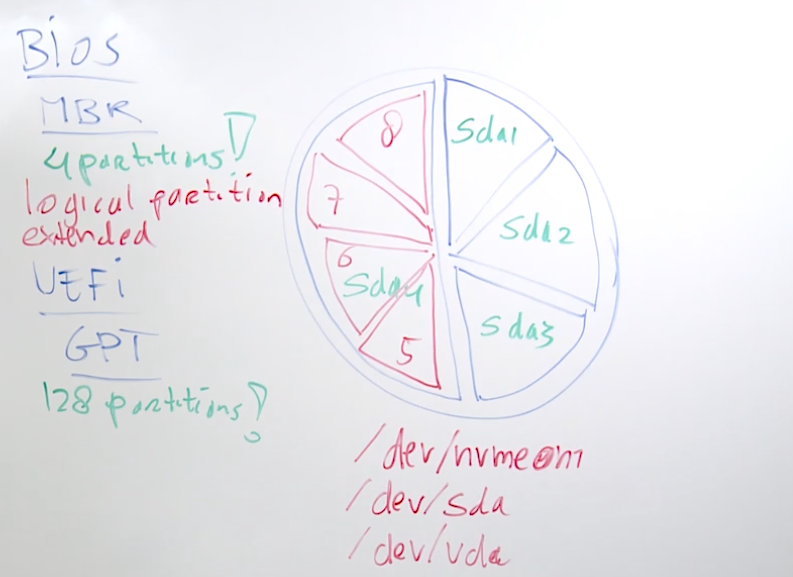 Bios
MBR
4 partitions!
logical partition
extended
UEFi
GPT
128 partitions!
8
sda1
7
sda2
6
sda4
sda3
5
/dev/nvme0n1
/dev/sda
/dev/vda